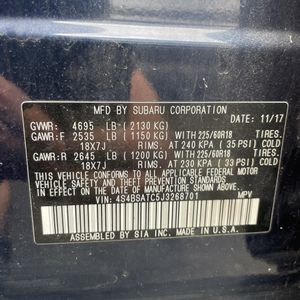 MFD. BY SUBARU CORPORATION
DATE: 11/17
GVWR: 4695 LB ( 2130 KG)
GAWR:F 2535 LB ( 1150 KG) WITH 225/60R18 TIRES.
18X7J RIMS. AT 240 KPA ( 35 PSI) COLD
GAWR:R 2645 LB ( 1200 KG) WITH 225/60R18 TIRES.
18X7J RIMS. AT 230 KPA ( 33 PSI) COLD
THIS VEHICLE CONFORMS TO ALL APPLICABLE FEDERAL MOTOR
VEHICLE SAFETY STANDARDS IN EFFECT ON THE DATE OF
MANUFACTURE SHOWN ABOVE.
VIN: 4S4BSATC5J3268701 MPV
ASSEMBLED BY SIA INC. MADE IN U.S.A.